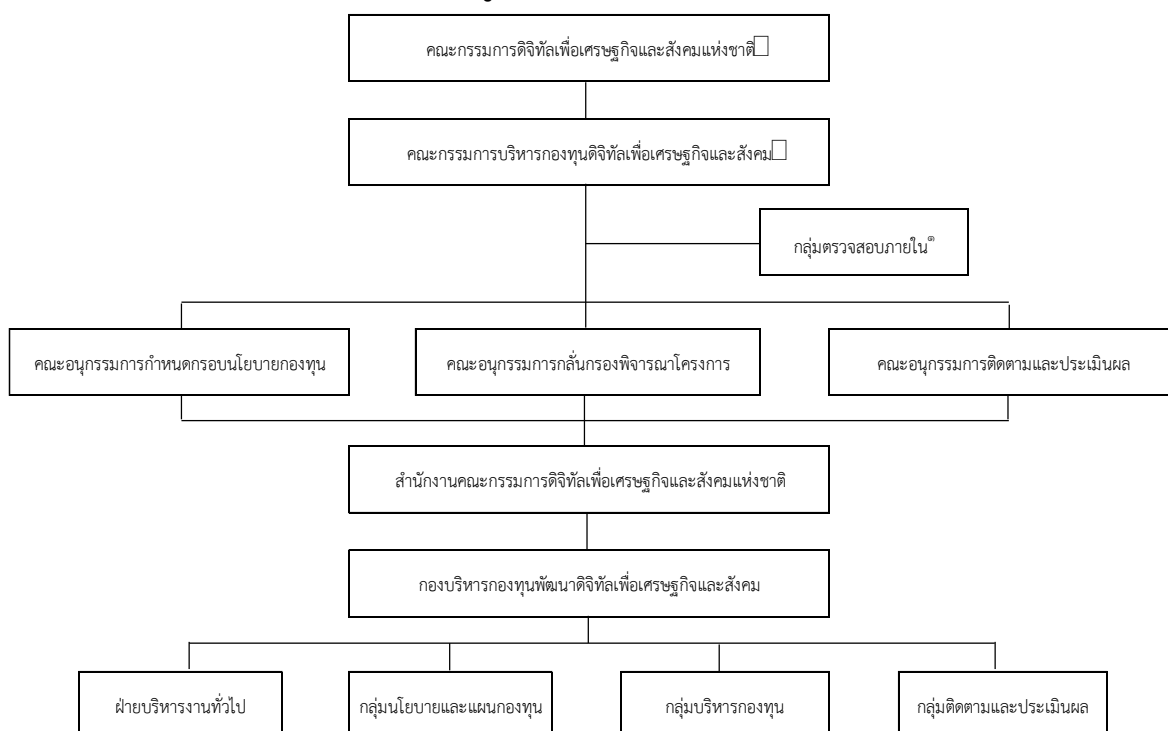 คณะกรรมการดิจิทัลเพื่อเศรษฐกิจและสังคมแห่งชาติ
คณะกรรมการบริหารกองทุนดิจิทัลเพื่อเศรษฐกิจและสังคม
กลุ่มตรวจสอบภายใน๑
คณะอนุกรรมการกำหนดกรอบนโยบายกองทุน
คณะอนุกรรมการกลั่นกรองพิจารณาโครงการ
คณะอนุกรรมการติดตามและประเมินผล
สำนักงานคณะกรรมการดิจิทัลเพื่อเศรษฐกิจและสังคมแห่งชาติ
กองบริหารกองทุนพัฒนาดิจิทัลเพื่อเศรษฐกิจและสังคม
ฝ่ายบริหารงานทั่วไป
กลุ่มนโยบายและแผนกองทุน
กลุ่มบริหารกองทุน
กลุ่มติดตามและประเมินผล